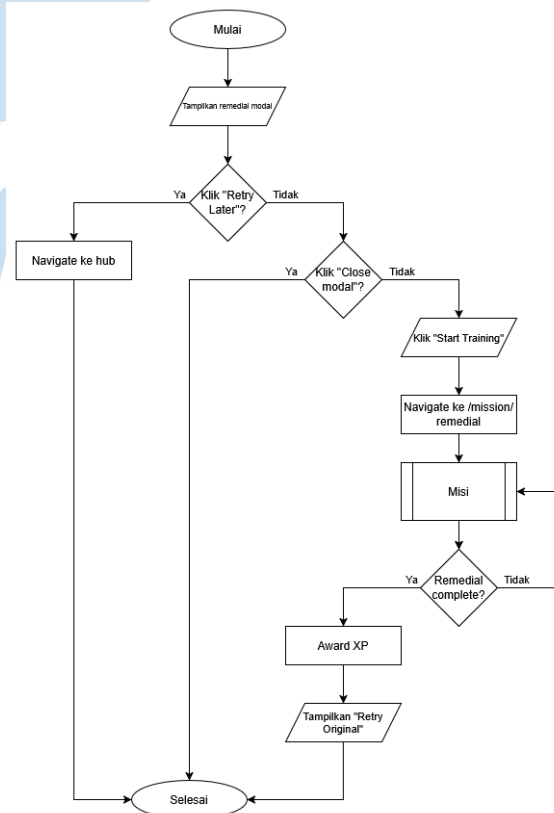 Mulai
Tampilkan remedial modal
Klik "Retry
Later"?
Ya
Tidak
Navigate ke hub
Klik "Close
modal"?
Ya
Tidak
Klik "Start Training"
Navigate ke /mission/
remedial
Misi
Remedial
complete?
Ya
Tidak
Award XP
Tampilkan "Retry
Original"
Selesai